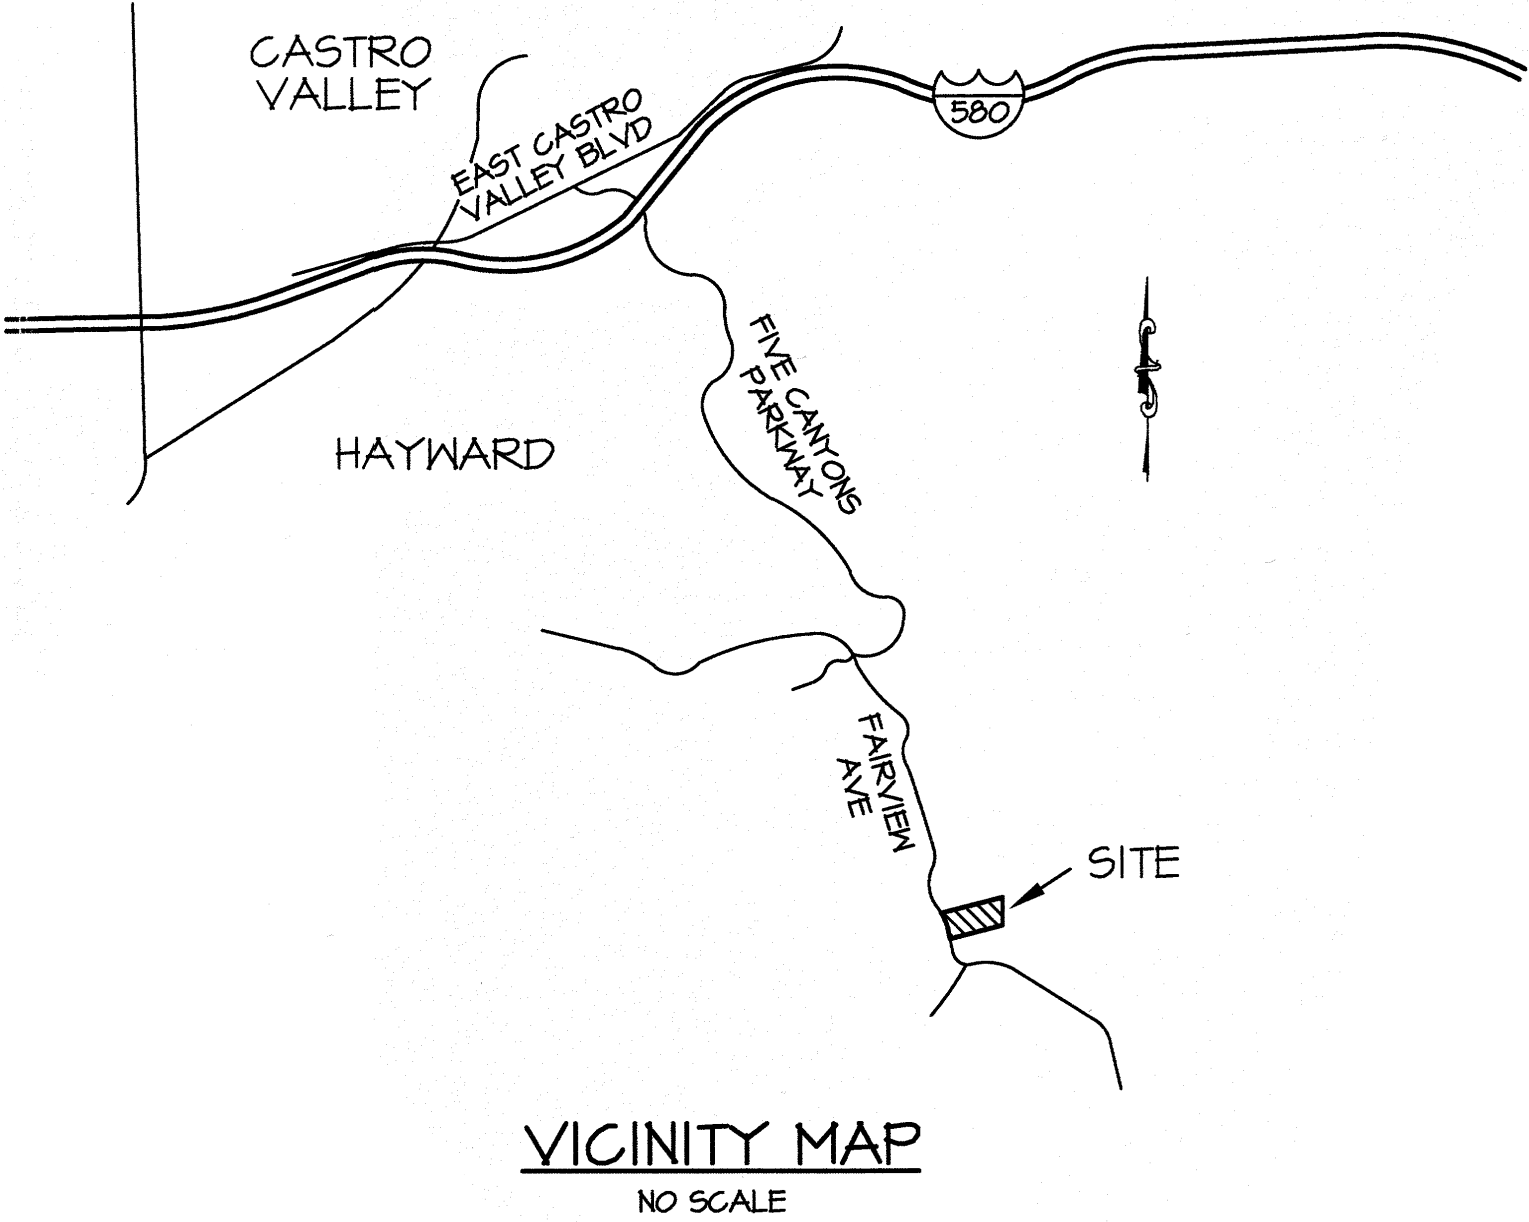 CASTRO
VALLEY
EAST CASTRO
VALLEY BLVD
580
FIVE CANYONS
PARKWAY
HAYWARD
FAIRVIEW
AVE
SITE
VICINITY MAP
NO SCALE